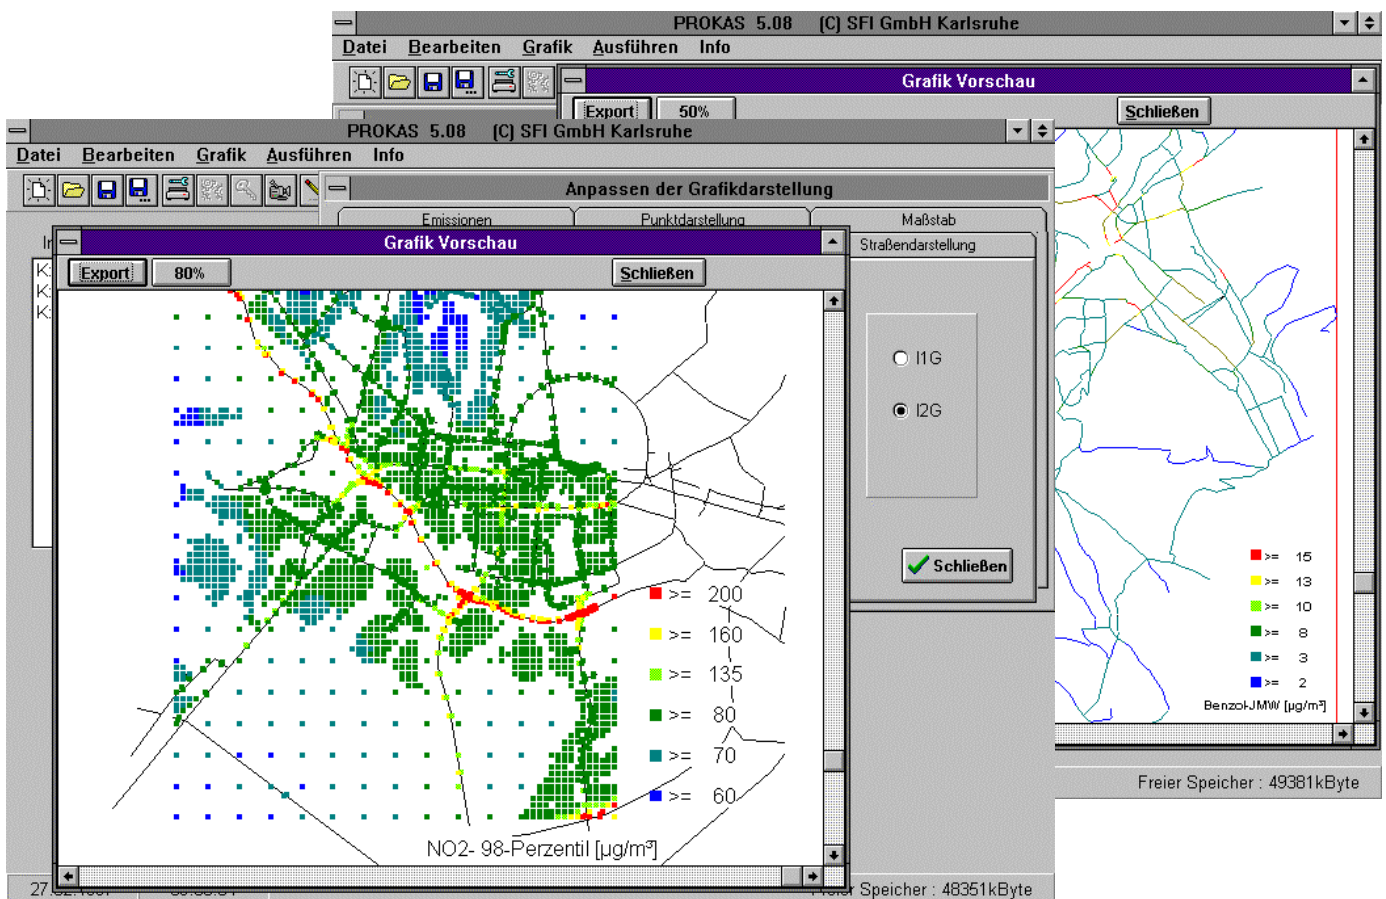 PROKAS 5.08 (C) SFI GmbH Karlsruhe
Datei Bearbeiten Grafik Ausführen Info
Grafik Vorschau
Export 50% Schließen
>= 15
>= 13
>= 10
>= 8
>= 3
>= 2
Benzol-JMW [µg/m³]
Freier Speicher : 49381kByte
PROKAS 5.08 (C) SFI GmbH Karlsruhe
Datei Bearbeiten Grafik Ausführen Info
Anpassen der Grafikdarstellung
Emissionen Punktdarstellung Maßstab
Straßendarstellung
I1G
I2G
Schließen
K:
K:
K:
Grafik Vorschau
Export 80% Schließen
>= 200
>= 160
>= 135
>= 80
>= 70
>= 60
NO2- 98-Perzentil [µg/m³]
Freier Speicher : 48351kByte